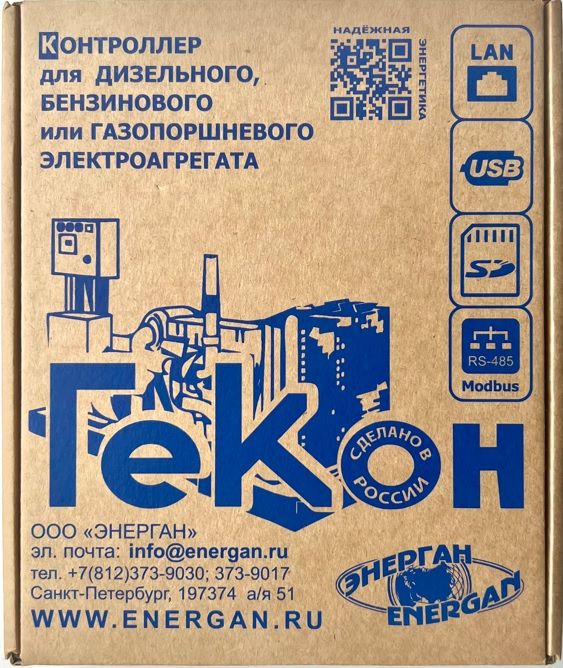 КОНТРОЛЛЕР
для ДИЗЕЛЬНОГО,
БЕНЗИНОВОГО
или ГАЗОПОРШНЕВОГО
ЭЛЕКТРОАГРЕГАТА
НАДЁЖНАЯ
ЭНЕРГЕТИКА
LAN
USB
SD
RS-485
Modbus
ГеКон
СДЕЛАНО В
РОССИИ
ООО «ЭНЕРГАН»
эл. почта: info@energan.ru
тел. +7(812)373-9030; 373-9017
Санкт-Петербург, 197374 а/я 51
WWW.ENERGAN.RU
ЭНЕРГАН
ENERGAN